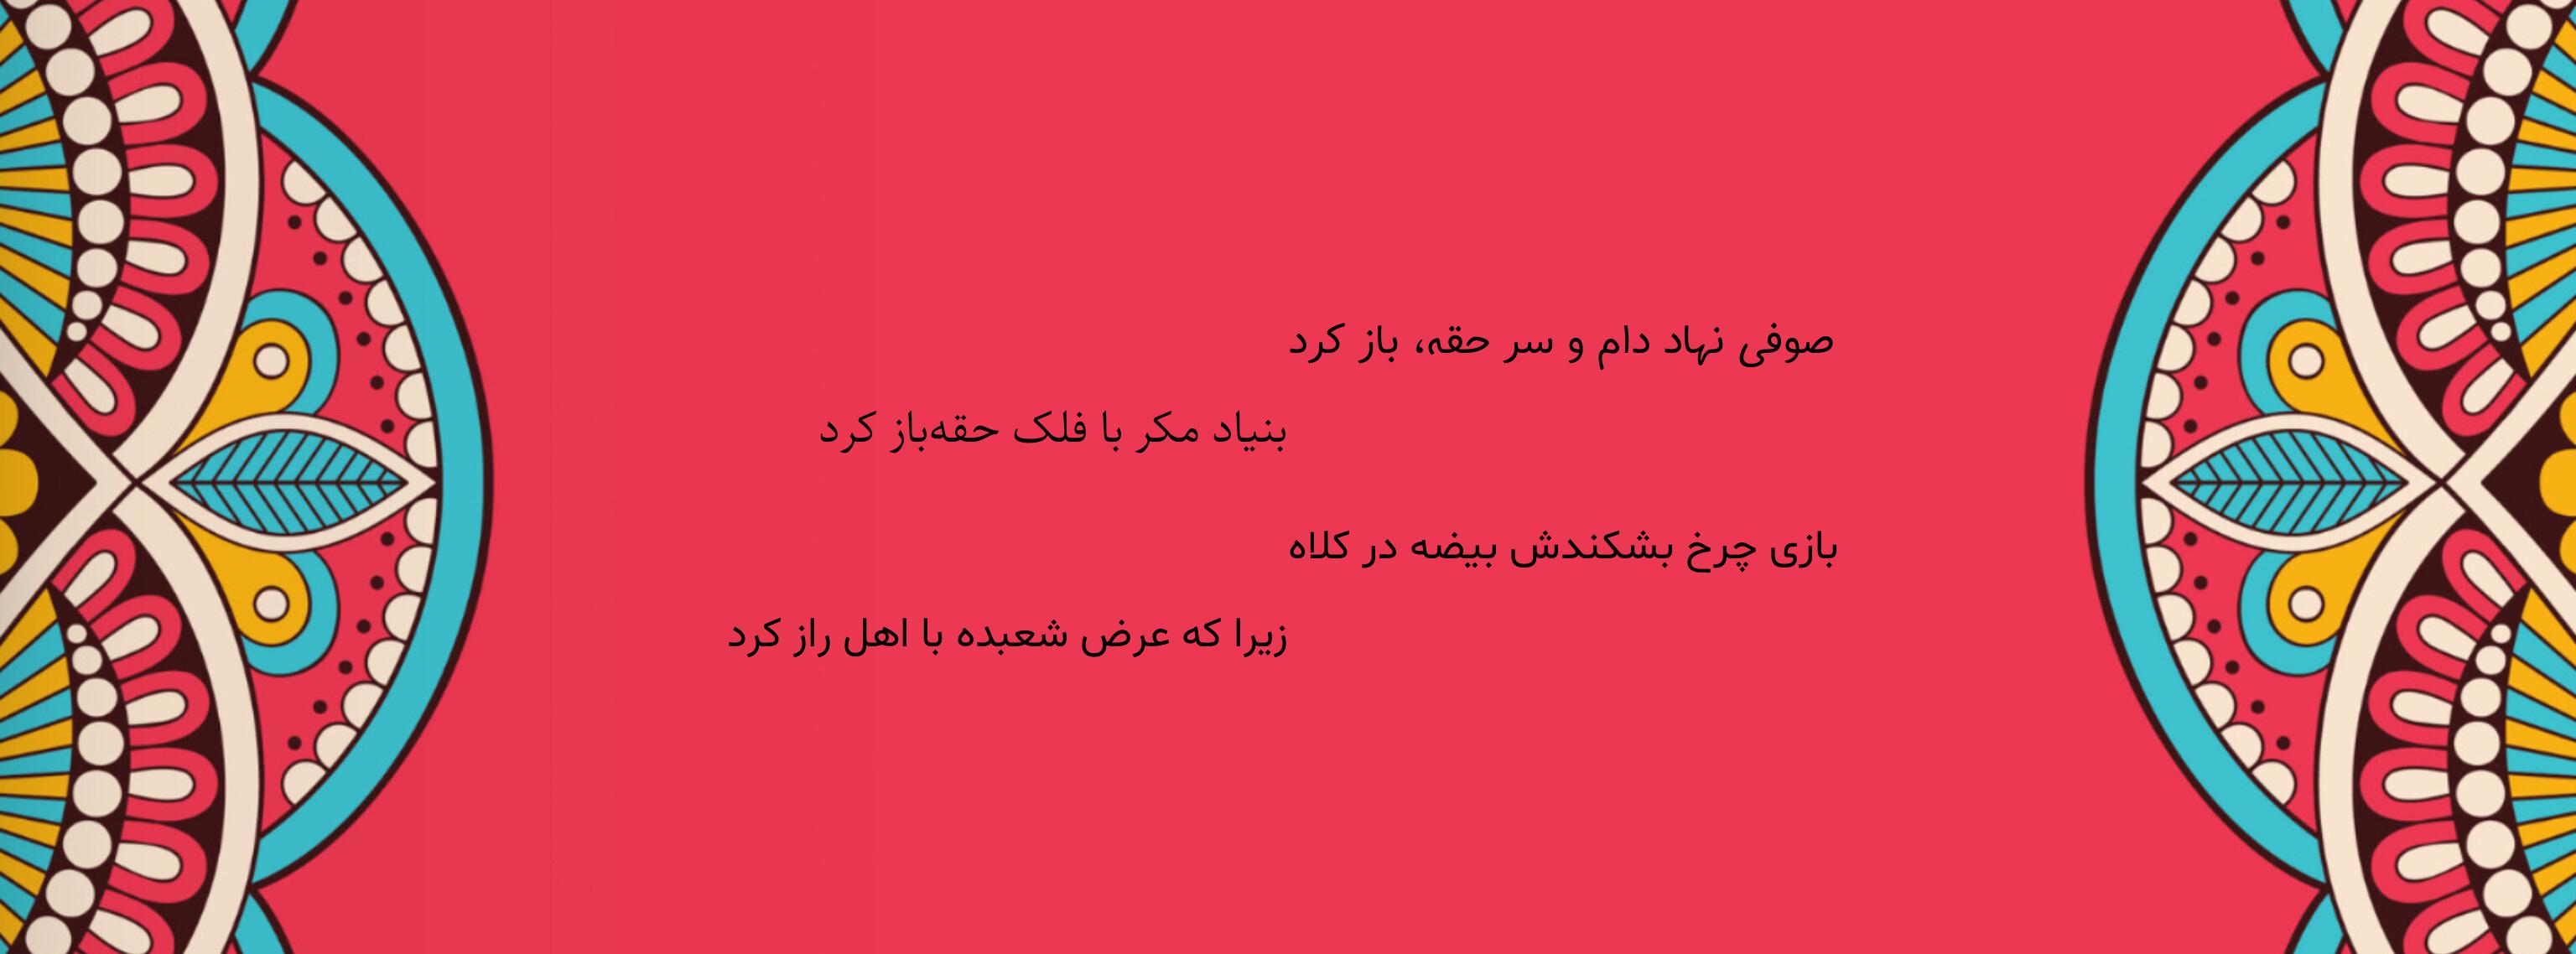 صوفی نهاد دام و سر حقه، باز کرد
بنیاد مکر با فلک حقه‌باز کرد
بازی چرخ بشکندش بیضه در کلاه
زیرا که عرض شعبده با اهل راز کرد